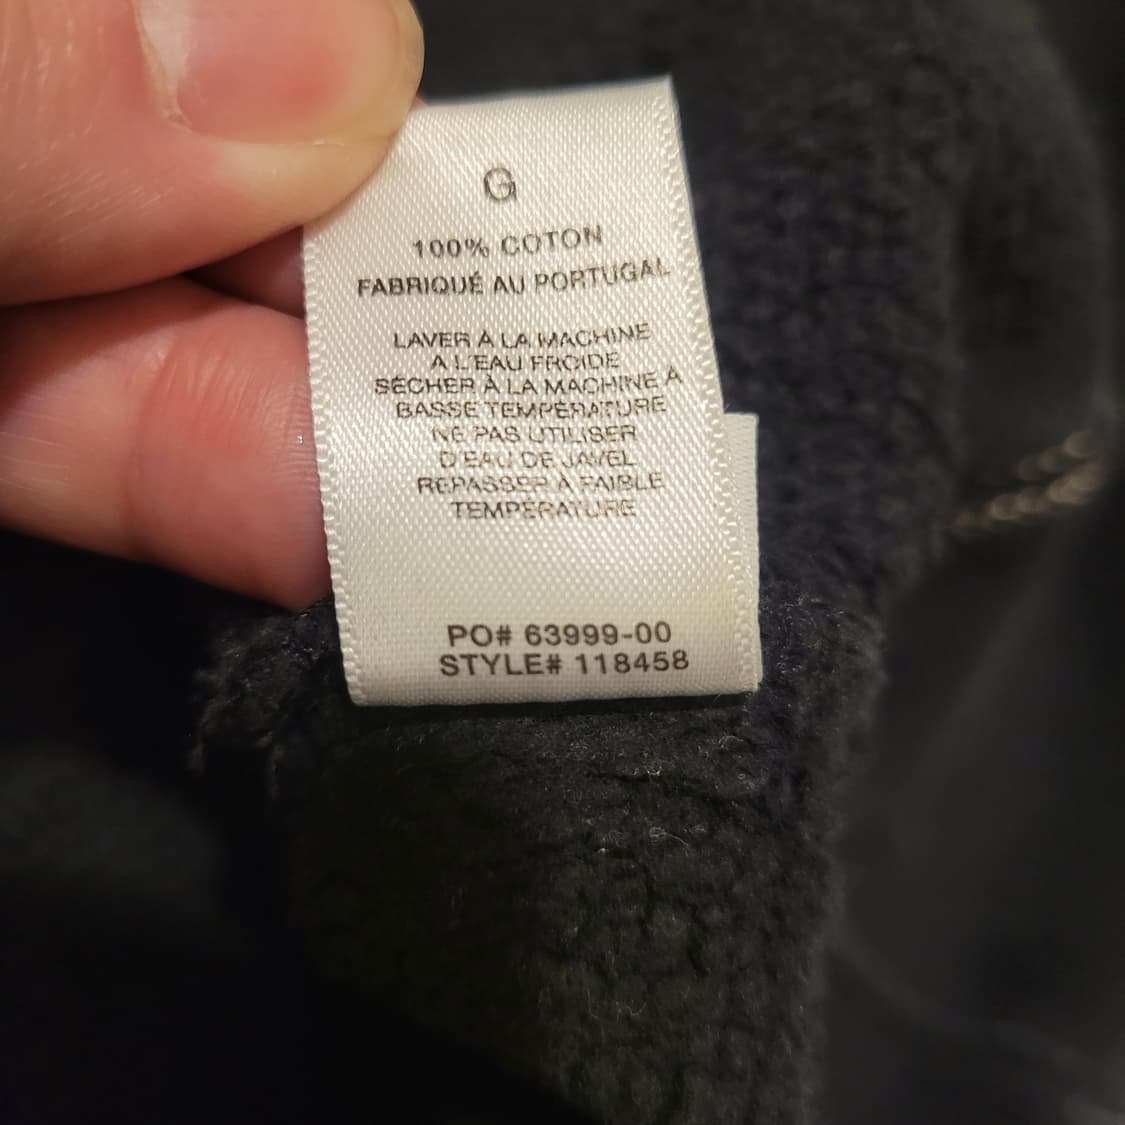 G
100% COTON
FABRIQUÉ AU PORTUGAL
LAVER À LA MACHINE
A L'EAU FROIDE
SÉCHER À LA MACHINE À
BASSE TEMPÉRATURE
NE PAS UTILISER
D'EAU DE JAVEL
REPASSER À FAIBLE
TEMPÉRATURE
PO# 63999-00
STYLE# 118458